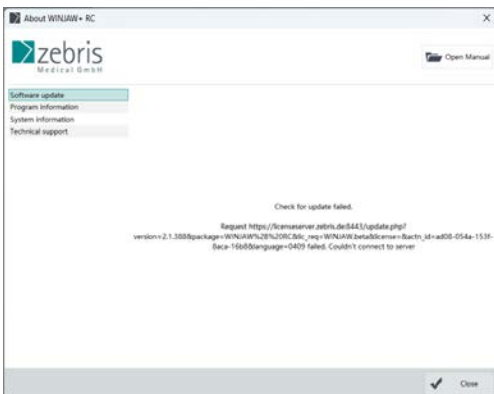 About WINJAW+ RC
zebris
Medical GmbH
Open Manual
Software update
Program information
System information
Technical support
Check for update failed.
Request https://licenseserver.zebris.de:8443/update.php?
version=2.1.388&package=WINJAW%2B%20RC&lic_req=WINJAW.beta&license=&actn_id=ad08-054a-153f-
8aca-16b8&language=0409 failed. Couldn't connect to server
Close